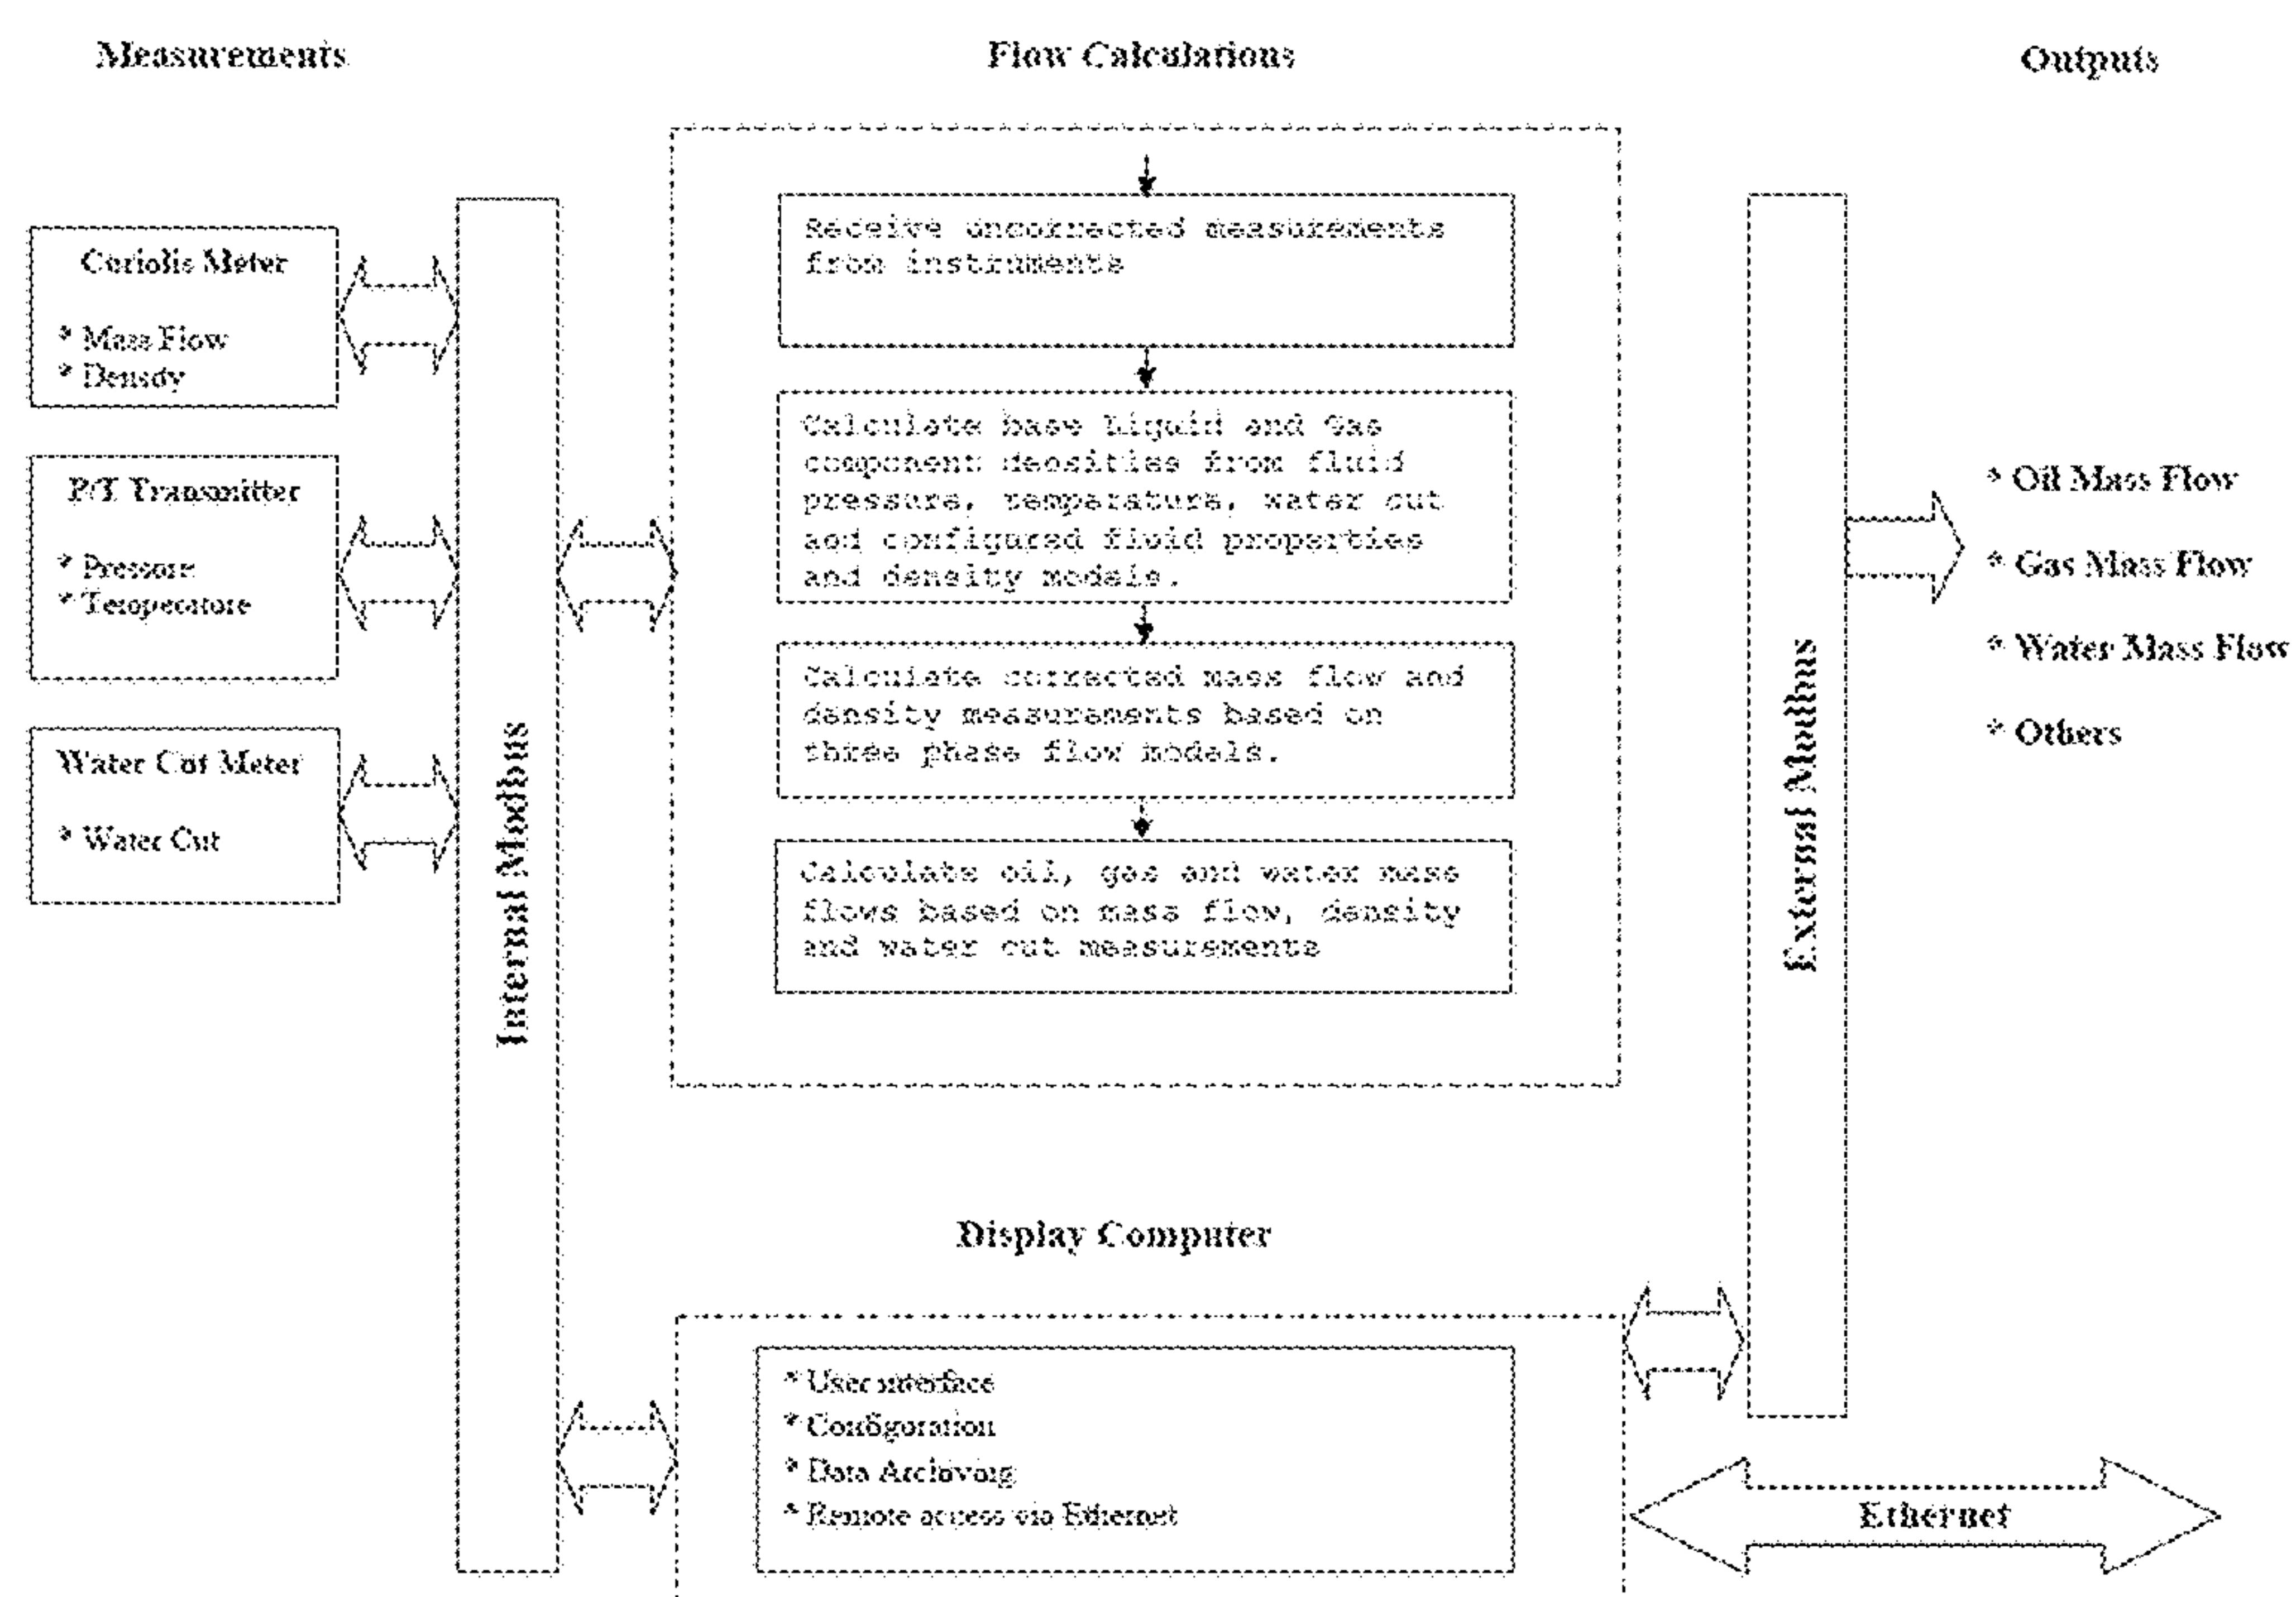 Measurements
Flow Calculations
Outputs
Coriolis Meter
* Mass Flow
* Density
P/T Transmitter
* Pressure
* Temperature
Water Cut Meter
* Water Cut
Internal Modbus
Receive uncorrected measurements
from instruments
Calculate base Liquid and Gas
component densities from fluid
pressure, temperature, water cut
and configured fluid properties
and density models.
Calculate corrected mass flow and
density measurements based on
three phase flow models.
Calculate oil, gas and water mass
flows based on mass flow, density
and water cut measurements
External Modbus
* Oil Mass Flow
* Gas Mass Flow
* Water Mass Flow
* Others
Display Computer
* User interface
* Configuration
* Data Archiving
* Remote access via Ethernet
Ethernet